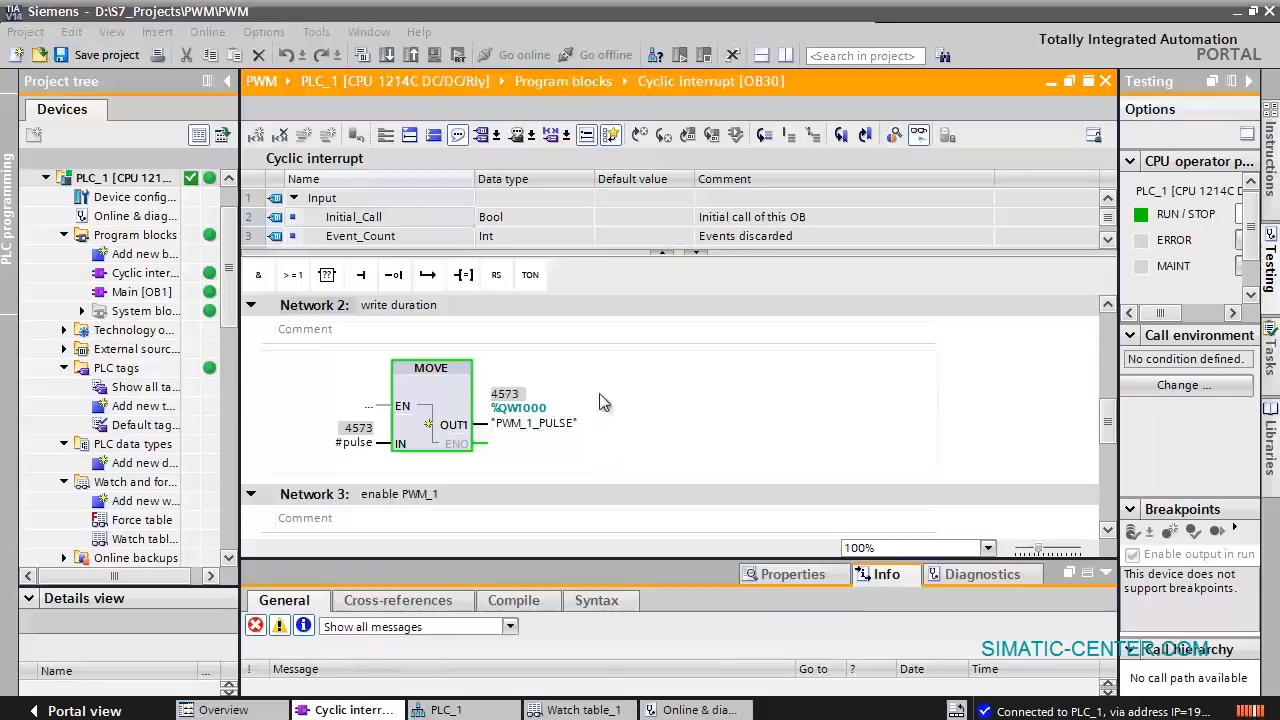 TIA V14 Siemens - D:\S7_Projects\PWM\PWM
Project Edit View Insert Online Options Tools Window Help
Totally Integrated Automation
PORTAL
Save project
Go online
Go offline
<Search in project>
Project tree
PWM PLC_1 [CPU 1214C DC/DC/Rly] Program blocks Cyclic interrupt [OB30]
Testing
Devices
Options
PLC programming
Cyclic interrupt
CPU operator p...
PLC_1 [CPU 121...
Name Data type Default value Comment
PLC_1 [CPU 1214C D
Device config...
1 Input
RUN / STOP
Online & diag...
2 Initial_Call Bool Initial call of this OB
Program blocks
3 Event_Count Int Events discarded
ERROR
Add new b...
MAINT
Cyclic inter...
& >=1 ?? RS TON
Main [OB1]
Network 2: write duration
System blo...
Technology o...
Comment
Call environment
External sourc...
No condition defined.
PLC tags
MOVE
Change ...
Show all ta...
4573
%QW1000
"PWM_1_PULSE"
Add new t...
... EN
Default tag...
4573
OUT1
#pulse IN ENO
PLC data types
Add new d...
Watch and for...
Network 3: enable PWM_1
Add new w...
Comment
Breakpoints
Force table
Watch tabl...
100%
Enable output in run
Online backups
This device does not
support breakpoints.
Properties Info Diagnostics
Details view
General Cross-references Compile Syntax
Show all messages
SIMATIC-CENTER.COM
Call hierarchy
Name ...
! Message Go to ? Date Time
No call path available
Instructions
Testing
Tasks
Libraries
Portal view Overview Cyclic interr... PLC_1 Watch table_1 Online & dia... Connected to PLC_1, via address IP=19...